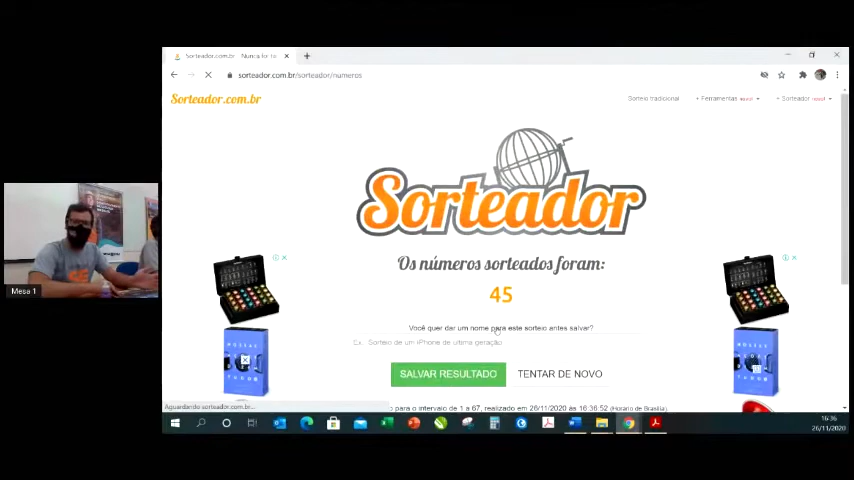 Sorteador.com.br
sorteador.com.br/sorteador/numeros
Sorteador.com.br
Sorteio tradicional
+ Ferramentas novo!
+ Sorteador novo!
Sorteador
Os números sorteados foram:
45
Você quer dar um nome para este sorteio antes salvar?
Ex. Sorteio de um iPhone de última geração
SALVAR RESULTADO
TENTAR DE NOVO
para o intervalo de 1 a 67, realizado em 26/11/2020 às 16:36:52 (Horário de Brasília)
Aguardando sorteador.com.br...
Mesa 1
16:36
26/11/2020